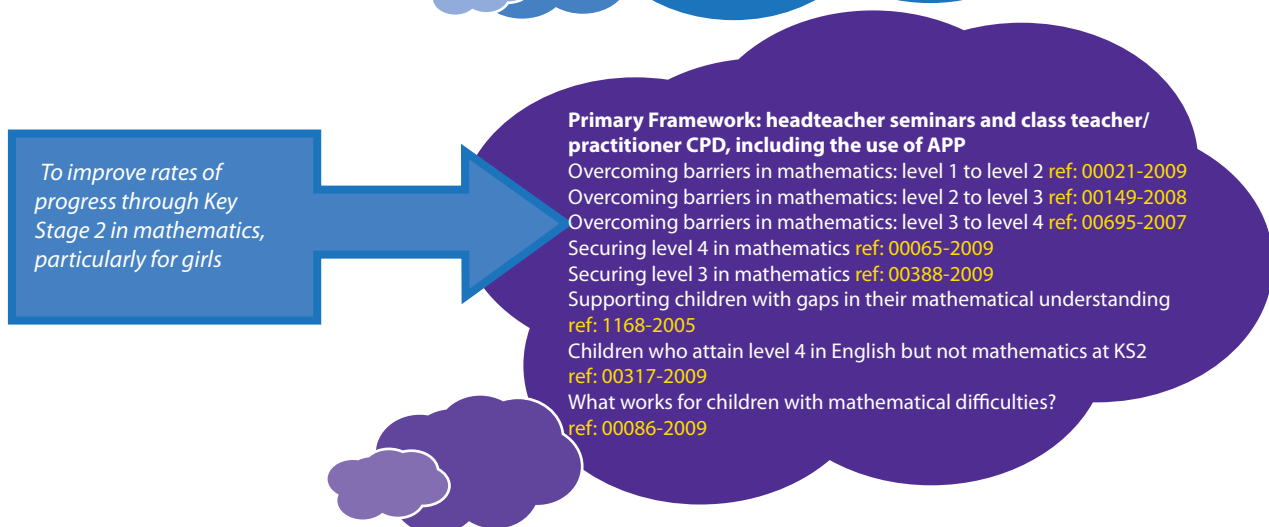 To improve rates of
progress through Key
Stage 2 in mathematics,
particularly for girls
Primary Framework: headteacher seminars and class teacher/
practitioner CPD, including the use of APP
Overcoming barriers in mathematics: level 1 to level 2 ref: 00021-2009
Overcoming barriers in mathematics: level 2 to level 3 ref: 00149-2008
Overcoming barriers in mathematics: level 3 to level 4 ref: 00695-2007
Securing level 4 in mathematics ref: 00065-2009
Securing level 3 in mathematics ref: 00388-2009
Supporting children with gaps in their mathematical understanding
ref: 1168-2005
Children who attain level 4 in English but not mathematics at KS2
ref: 00317-2009
What works for children with mathematical difficulties?
ref: 00086-2009